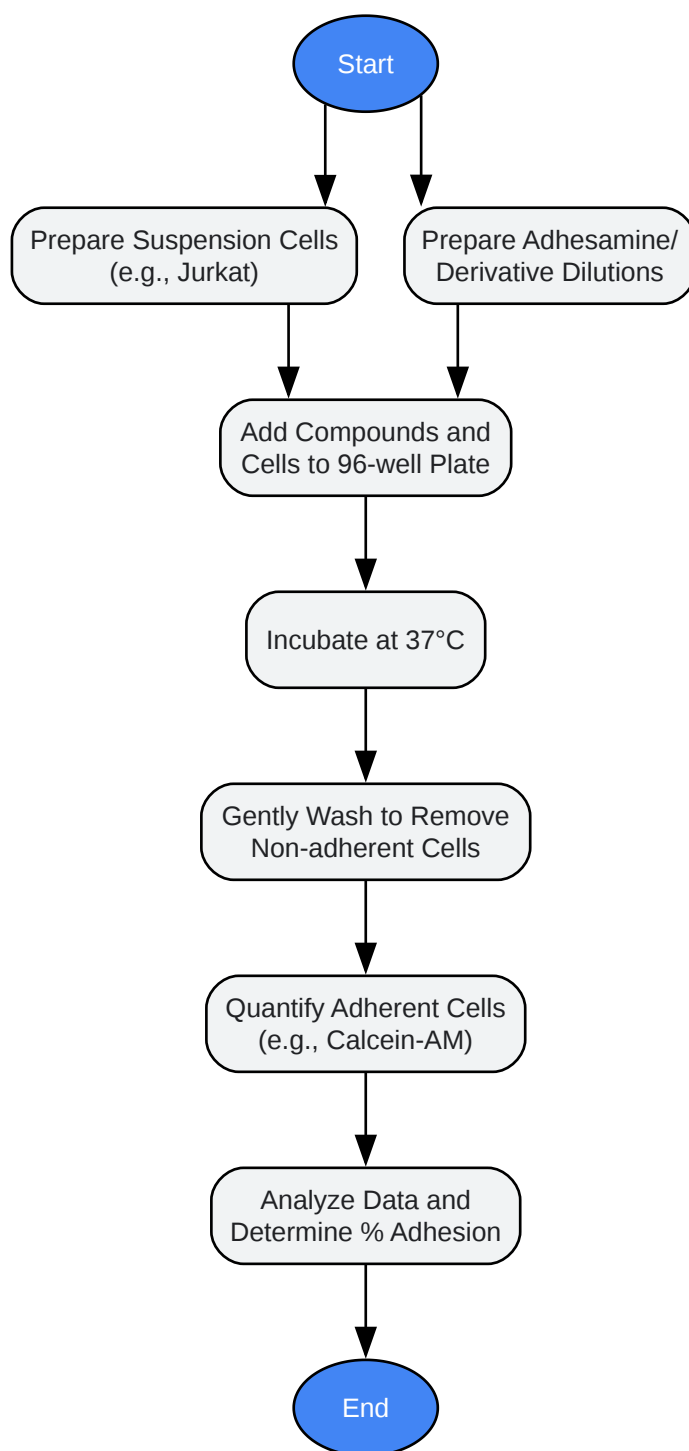 Start
Prepare Suspension Cells
(e.g., Jurkat)
Prepare Adhesamine/
Derivative Dilutions
Add Compounds and
Cells to 96-well Plate
Incubate at 37°C
Gently Wash to Remove
Non-adherent Cells
Quantify Adherent Cells
(e.g., Calcein-AM)
Analyze Data and
Determine % Adhesion
End